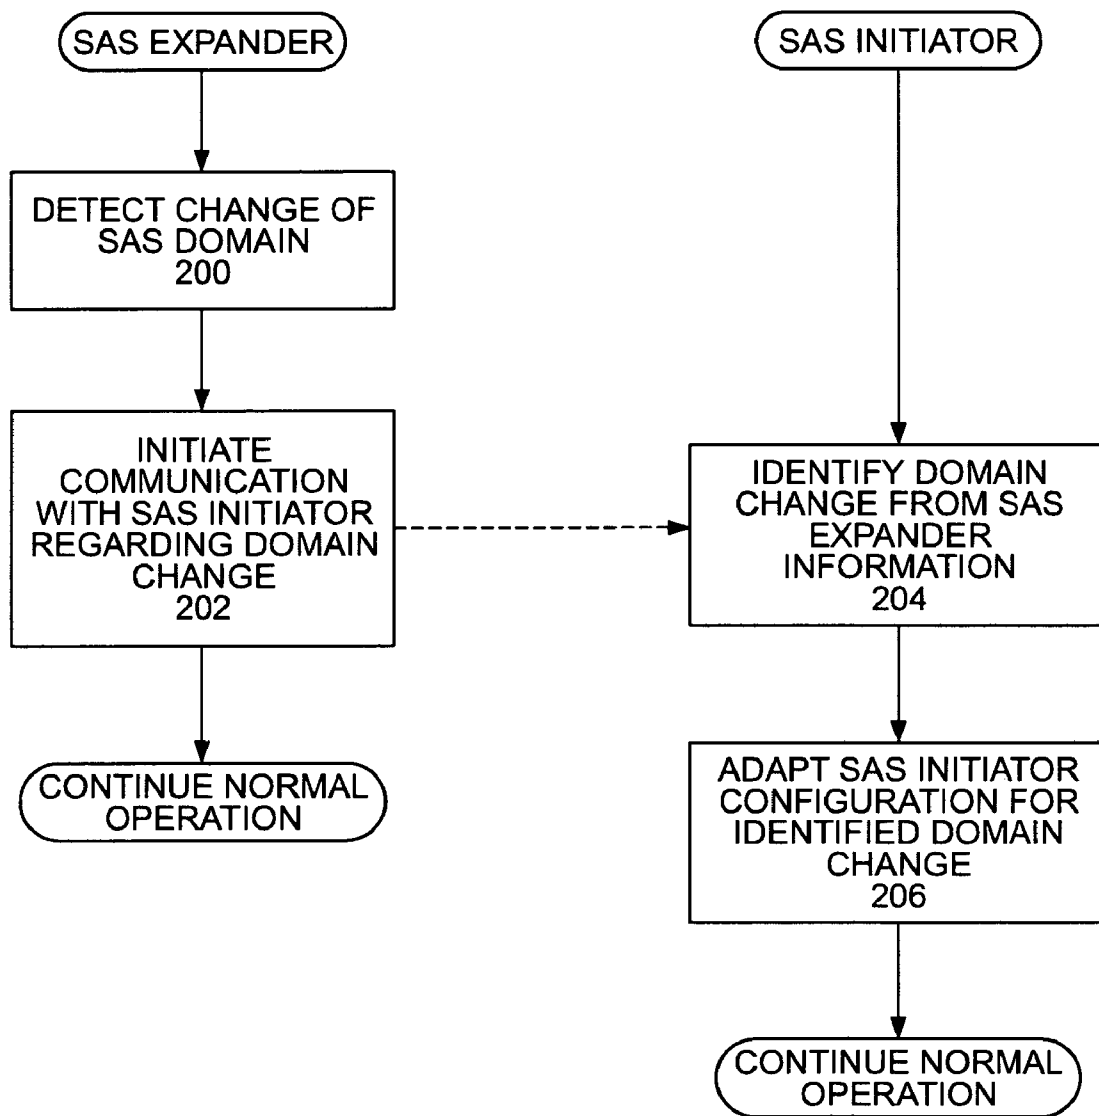 SAS EXPANDER
DETECT CHANGE OF
SAS DOMAIN
200
INITIATE
COMMUNICATION
WITH SAS INITIATOR
REGARDING DOMAIN
CHANGE
202
CONTINUE NORMAL
OPERATION
SAS INITIATOR
IDENTIFY DOMAIN
CHANGE FROM SAS
EXPANDER
INFORMATION
204
ADAPT SAS INITIATOR
CONFIGURATION FOR
IDENTIFIED DOMAIN
CHANGE
206
CONTINUE NORMAL
OPERATION